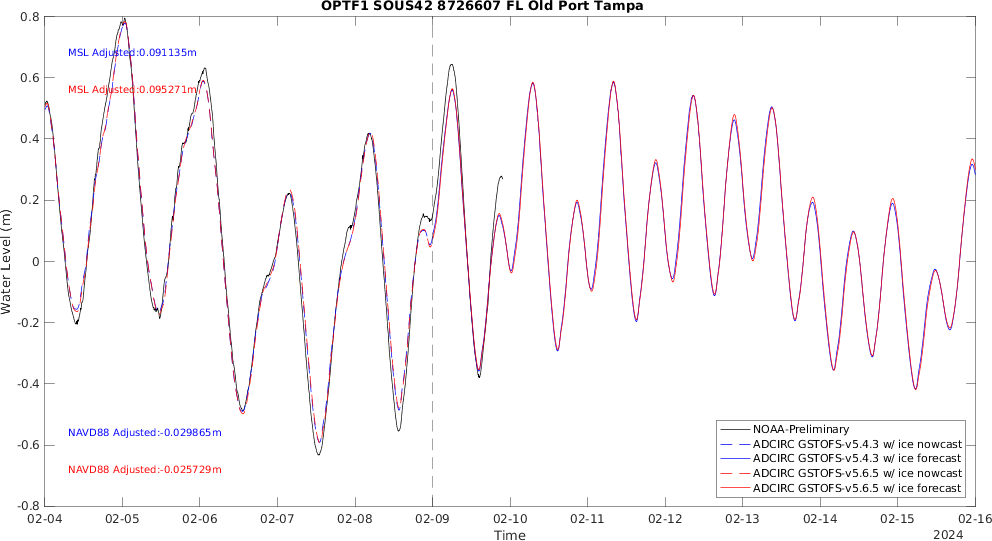 OPTF1 SOUS42 8726607 FL Old Port Tampa
0.8
0.6
0.4
0.2
0
-0.2
-0.4
-0.6
-0.8
Water Level (m)
MSL Adjusted:0.091135m
MSL Adjusted:0.095271m
NAVD88 Adjusted:-0.029865m
NAVD88 Adjusted:-0.025729m
NOAA-Preliminary
ADCIRC GSTOFS-v5.4.3 w/ ice nowcast
ADCIRC GSTOFS-v5.4.3 w/ ice forecast
ADCIRC GSTOFS-v5.6.5 w/ ice nowcast
ADCIRC GSTOFS-v5.6.5 w/ ice forecast
02-04 02-05 02-06 02-07 02-08 02-09 02-10 02-11 02-12 02-13 02-14 02-15 02-16
Time
2024